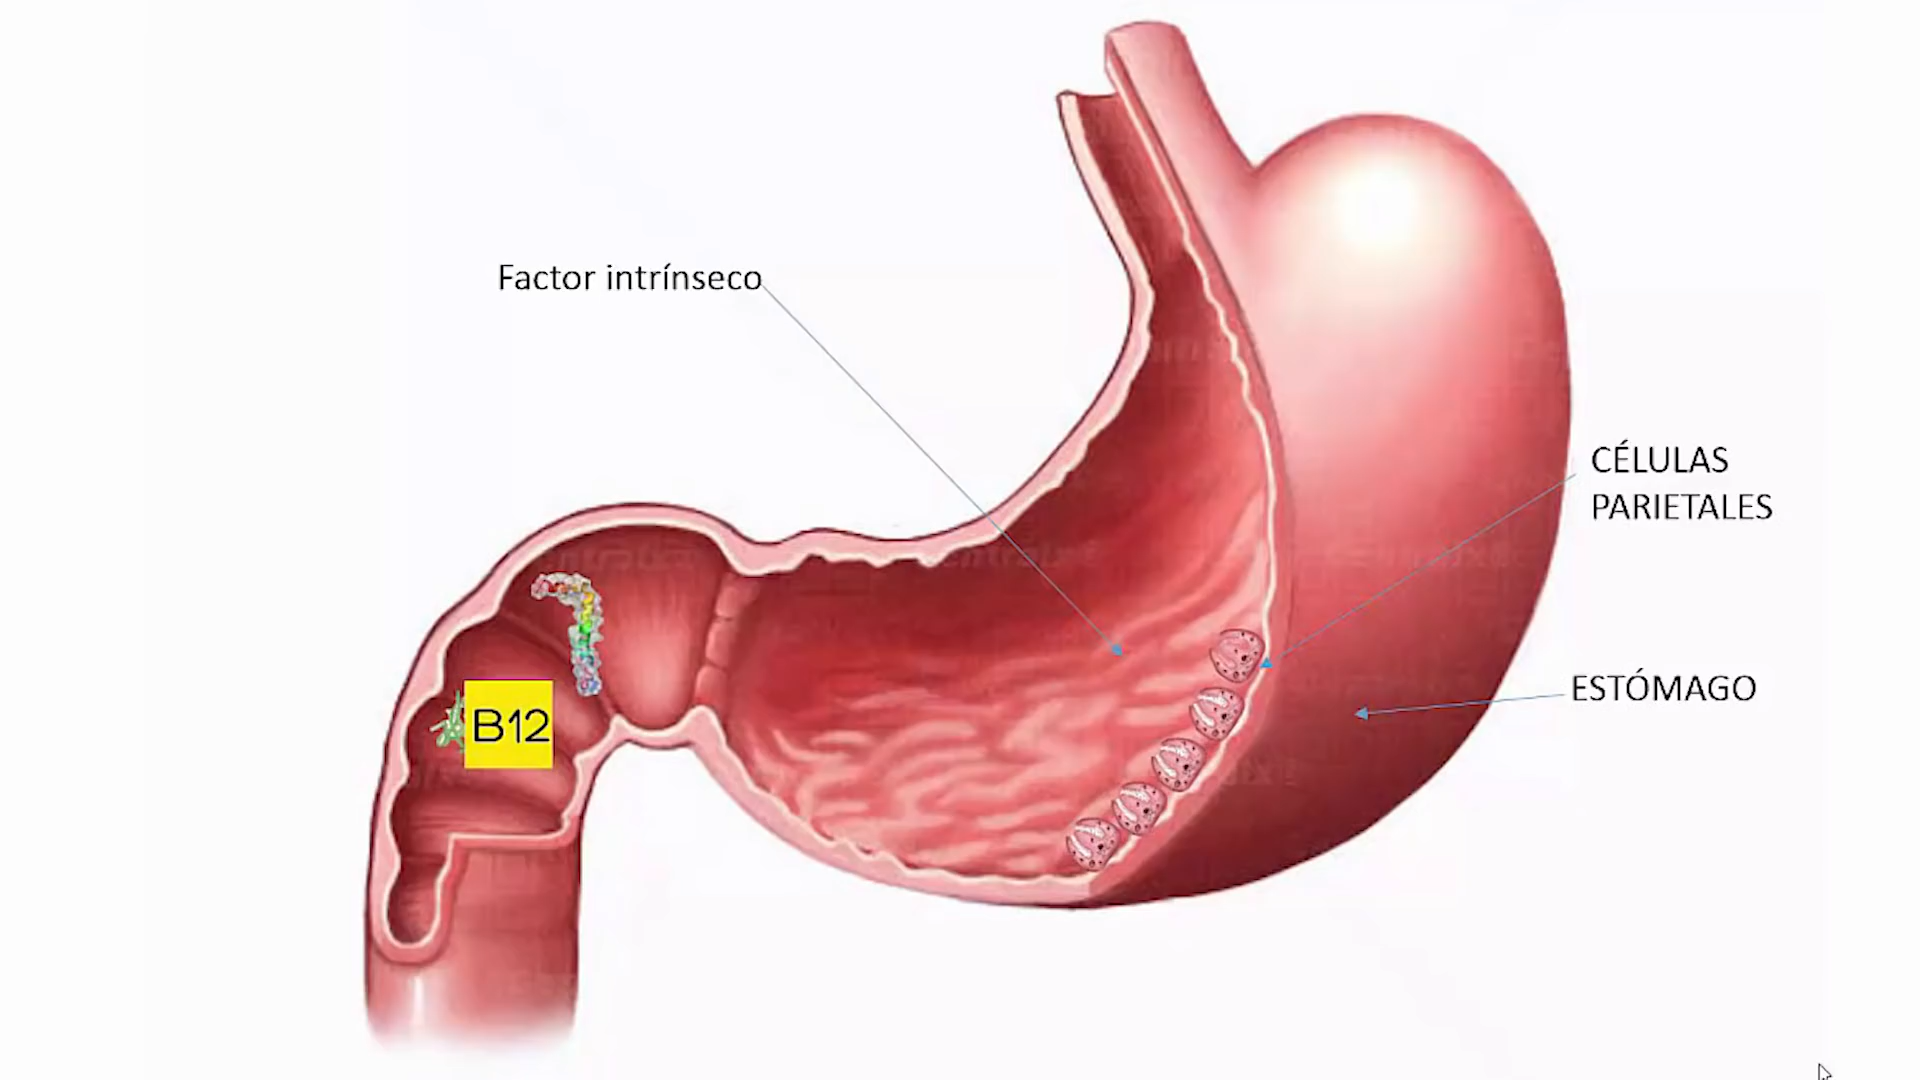 Factor intrínseco
CÉLULAS
PARIETALES
ESTÓMAGO
B12